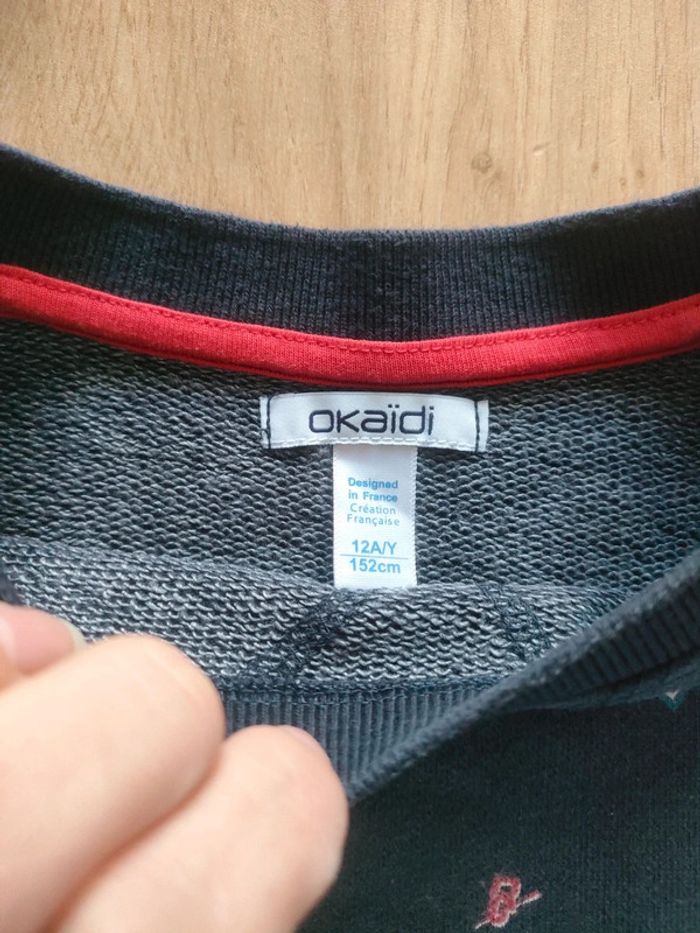 okaïdi
Designed
in France
Création
Française
12A/Y
152cm